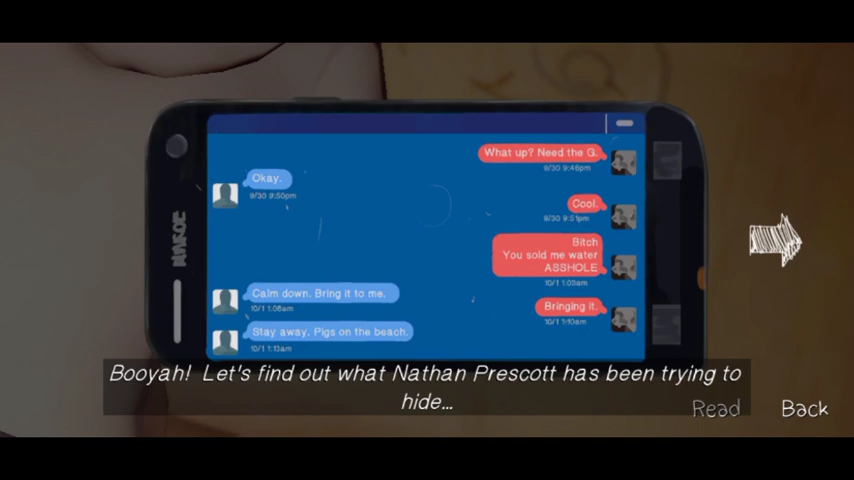 What up? Need the G.
9/30 9:46pm
Okay.
9/30 9:50pm
Cool.
9/30 9:51pm
Bitch
You sold me water
ASSHOLE
10/1 1:05am
Calm down. Bring it to me.
10/1 1:08am
Bringing it.
10/1 1:10am
Stay away. Pigs on the beach.
10/1 1:13am
Booyah! Let's find out what Nathan Prescott has been trying to
hide...
Read
Back